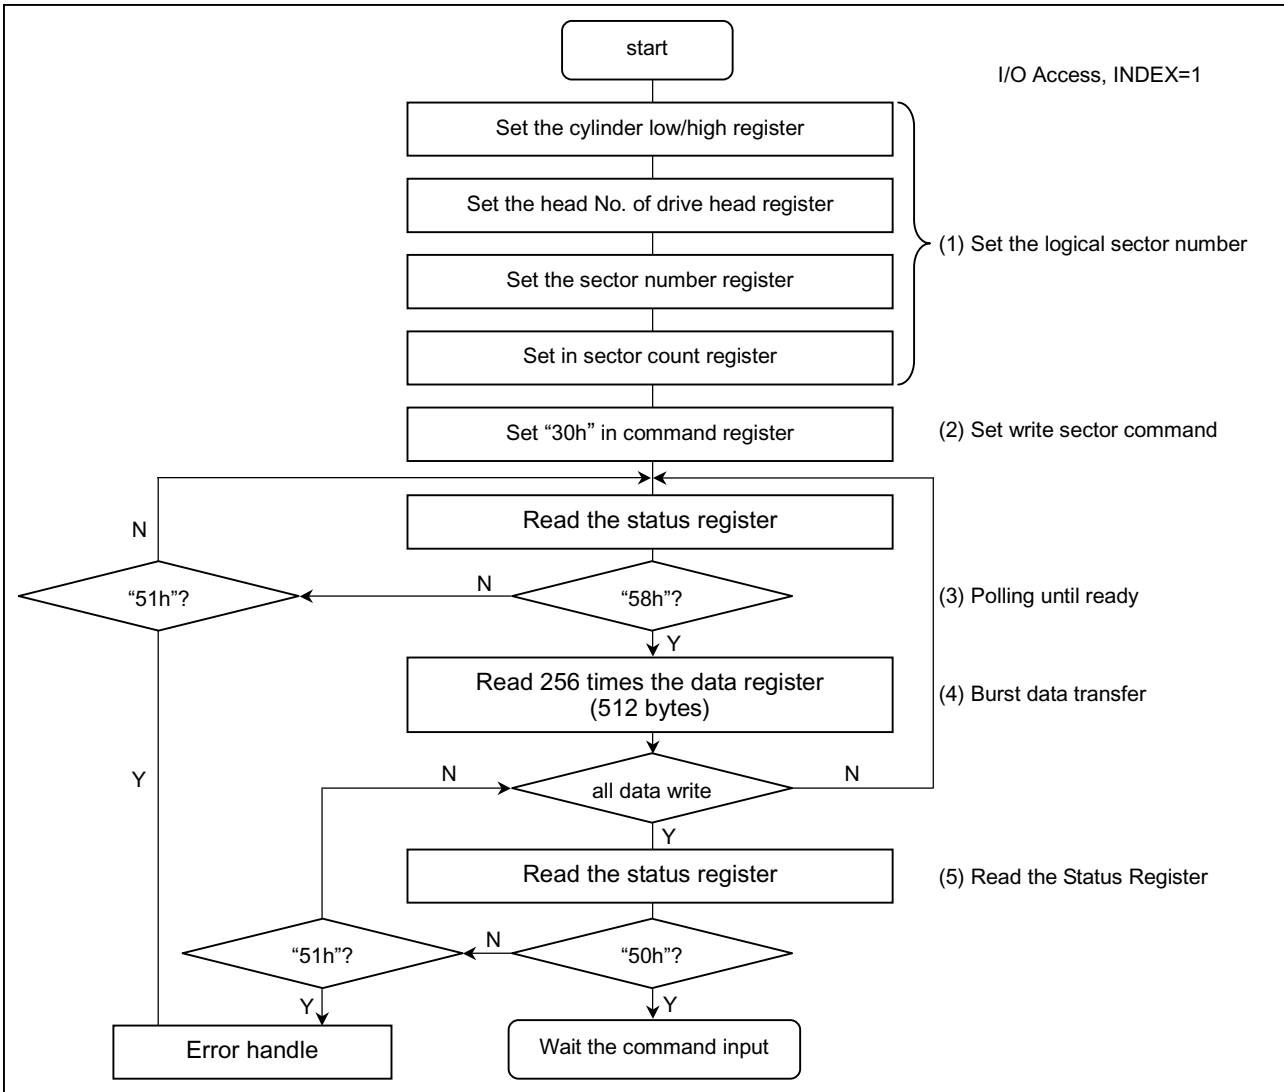 start
I/O Access, INDEX=1
Set the cylinder low/high register
Set the head No. of drive head register
(1) Set the logical sector number
Set the sector number register
Set in sector count register
Set “30h” in command register
(2) Set write sector command
N
Read the status register
“51h”?
N
“58h”?
(3) Polling until ready
Y
Read 256 times the data register
(512 bytes)
(4) Burst data transfer
Y
N
all data write
N
Y
Read the status register
(5) Read the Status Register
“51h”?
N
“50h”?
Y
Y
Error handle
Wait the command input